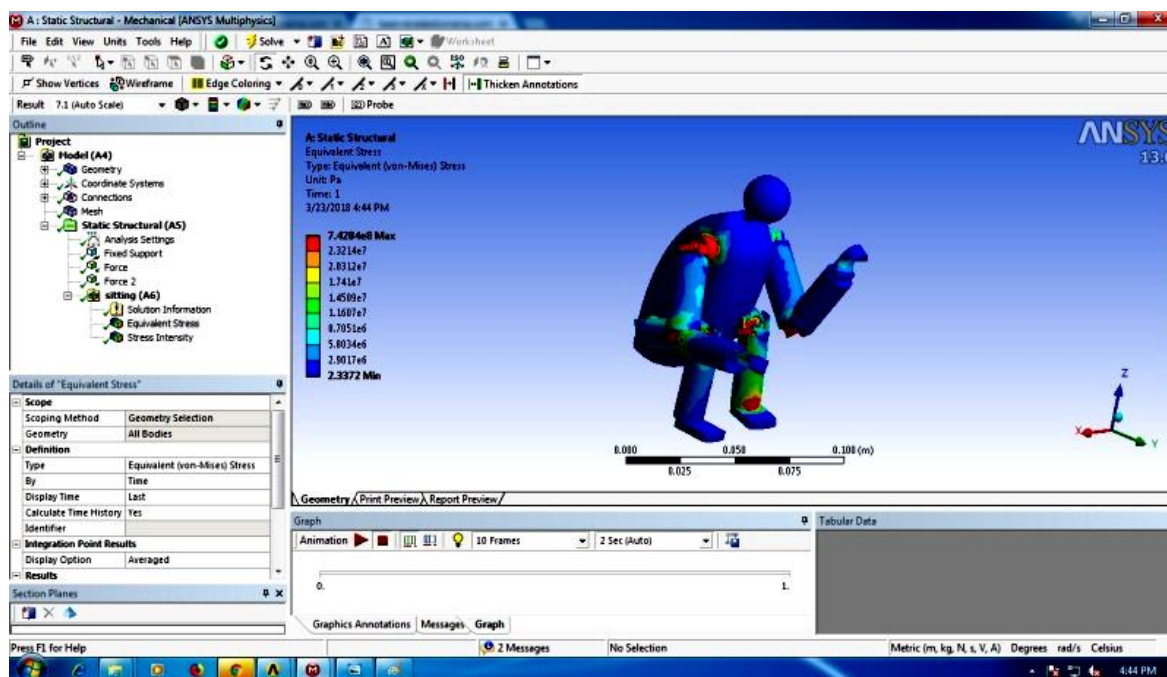 A : Static Structural - Mechanical [ANSYS Multiphysics]
File Edit View Units Tools Help Solve Worksheet
Show Vertices Wireframe Edge Coloring Thicken Annotations
Result 7.1 (Auto Scale) Probe
Outline
Project
Model (A4)
Geometry
Coordinate Systems
Connections
Mesh
Static Structural (A5)
Analysis Settings
Fixed Support
Force
Force 2
sitting (A6)
Solution Information
Equivalent Stress
Stress Intensity
Details of "Equivalent Stress"
Scope
Scoping Method Geometry Selection
Geometry All Bodies
Definition
Type Equivalent (von-Mises) Stress
By Time
Display Time Last
Calculate Time History Yes
Identifier
Integration Point Results
Display Option Averaged
Results
Section Planes
A: Static Structural
Equivalent Stress
Type: Equivalent (von-Mises) Stress
Unit: Pa
Time: 1
3/23/2018 4:44 PM
7.4284e8 Max
2.3214e7
2.0312e7
1.741e7
1.4509e7
1.1607e7
8.7051e6
5.8034e6
2.9017e6
2.3372 Min
ANSYS
13.0
Z
X
Y
0.000 0.050 0.100 (m)
0.025 0.075
Geometry Print Preview Report Preview
Graph
Animation 10 Frames 2 Sec (Auto)
0. 1.
Graphics Annotations Messages Graph
Tabular Data
Press F1 for Help 2 Messages No Selection Metric (m, kg, N, s, V, A) Degrees rad/s Celsius
4:44 PM